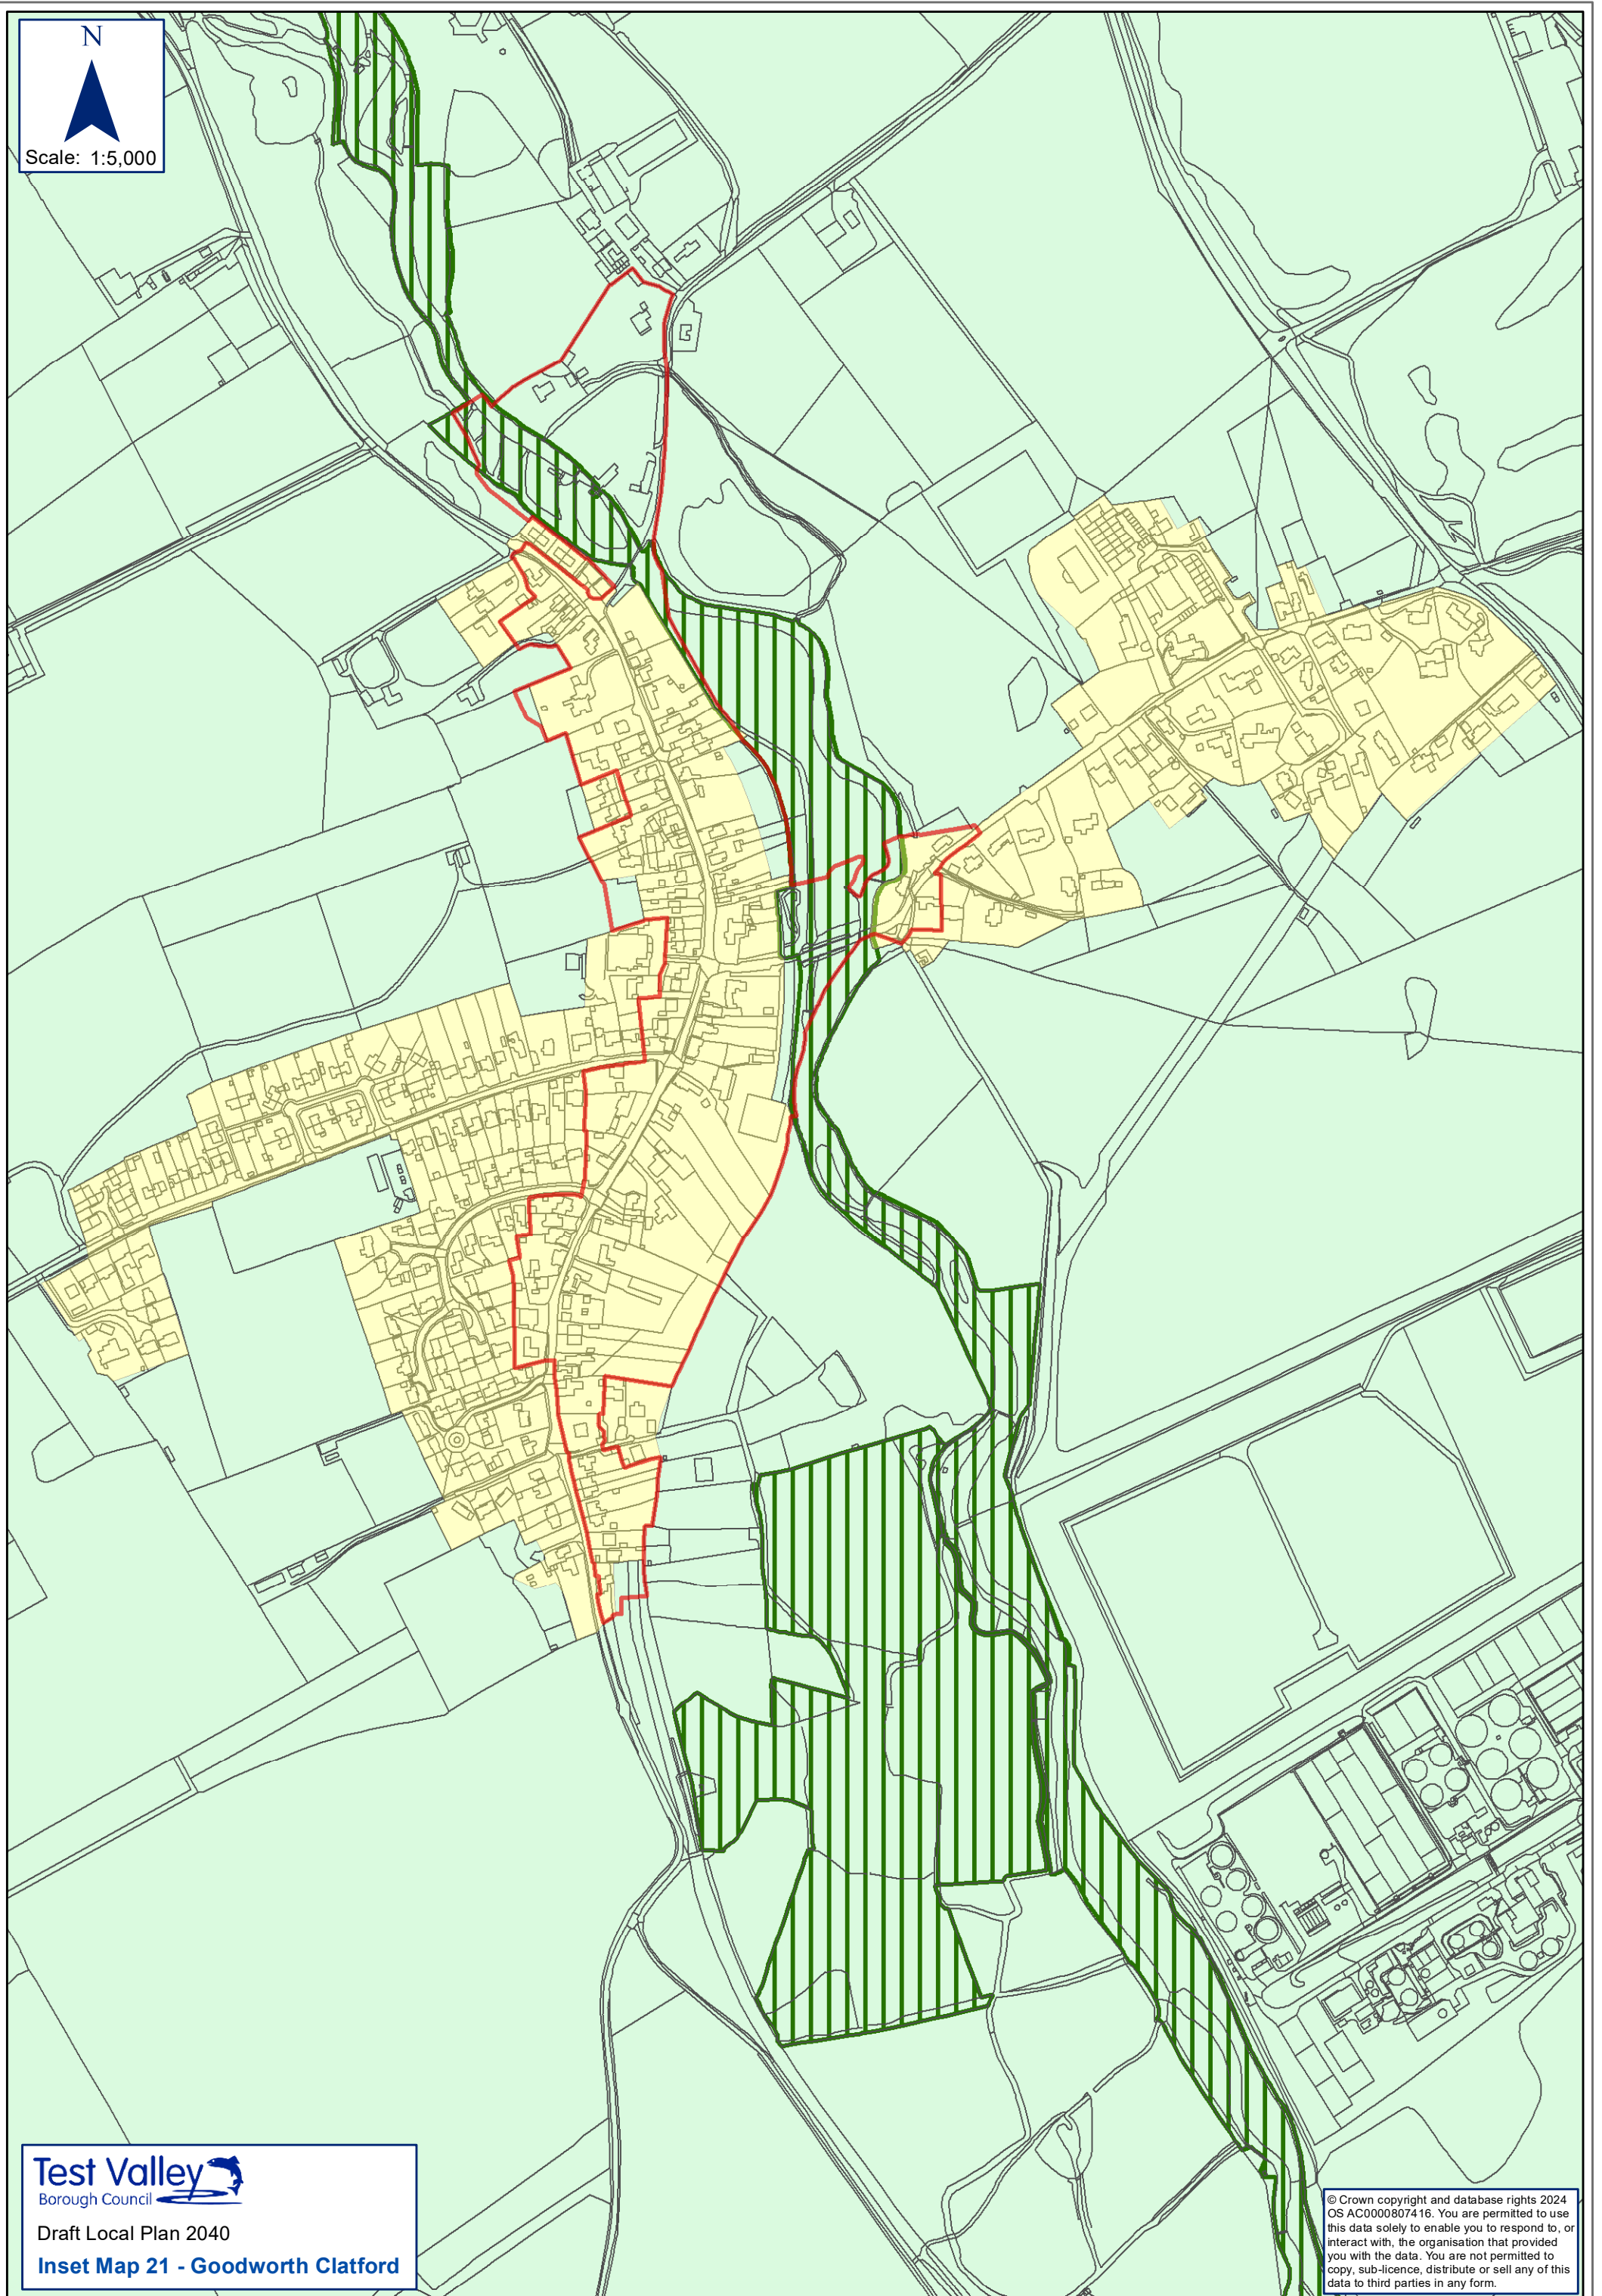 N
Scale: 1:5,000
Test Valley
Borough Council
Draft Local Plan 2040
Inset Map 21 - Goodworth Clatford
© Crown copyright and database rights 2024
OS AC0000807416. You are permitted to use
this data solely to enable you to respond to, or
interact with, the organisation that provided
you with the data. You are not permitted to
copy, sub-licence, distribute or sell any of this
data to third parties in any form.